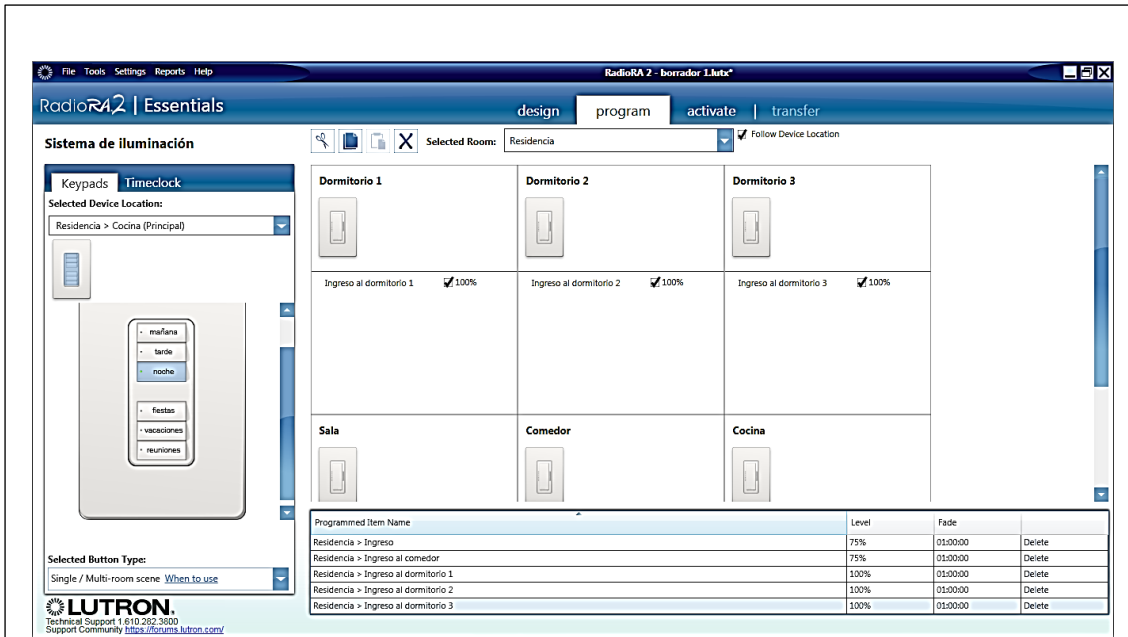 File Tools Settings Reports Help RadioRA 2 - borrador 1.lutx*
RadioRA2 | Essentials design program activate | transfer
Sistema de iluminación Selected Room: Residencia Follow Device Location
Keypads Timeclock
Selected Device Location:
Residencia > Cocina (Principal)
mañana
tarde
noche
fiestas
vacaciones
reuniones
Selected Button Type:
Single / Multi-room scene When to use
LUTRON.
Technical Support 1.610.282.3800
Support Community https://forums.lutron.com/
Dormitorio 1 Dormitorio 2 Dormitorio 3
Ingreso al dormitorio 1 100% Ingreso al dormitorio 2 100% Ingreso al dormitorio 3 100%
Sala Comedor Cocina
Programmed Item Name Level Fade
Residencia > Ingreso 75% 01:00:00 Delete
Residencia > Ingreso al comedor 75% 01:00:00 Delete
Residencia > Ingreso al dormitorio 1 100% 01:00:00 Delete
Residencia > Ingreso al dormitorio 2 100% 01:00:00 Delete
Residencia > Ingreso al dormitorio 3 100% 01:00:00 Delete